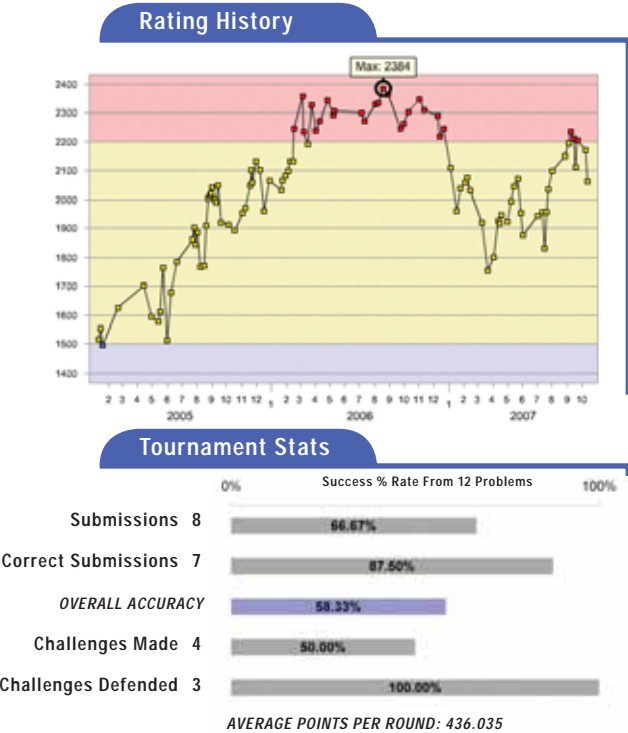 Rating History
Max: 2384
2400
2300
2200
2100
2000
1900
1800
1700
1600
1500
1400
2 3 4 5 6 7 8 9 10 11 12 1 2 3 4 5 6 7 8 9 10 11 12 1 2 3 4 5 6 7 8 9 10
2005 2006 2007
Tournament Stats
0% Success % Rate From 12 Problems 100%
Submissions 8 66.67%
Correct Submissions 7 87.50%
OVERALL ACCURACY 58.33%
Challenges Made 4 50.00%
Challenges Defended 3 100.00%
AVERAGE POINTS PER ROUND: 436.035